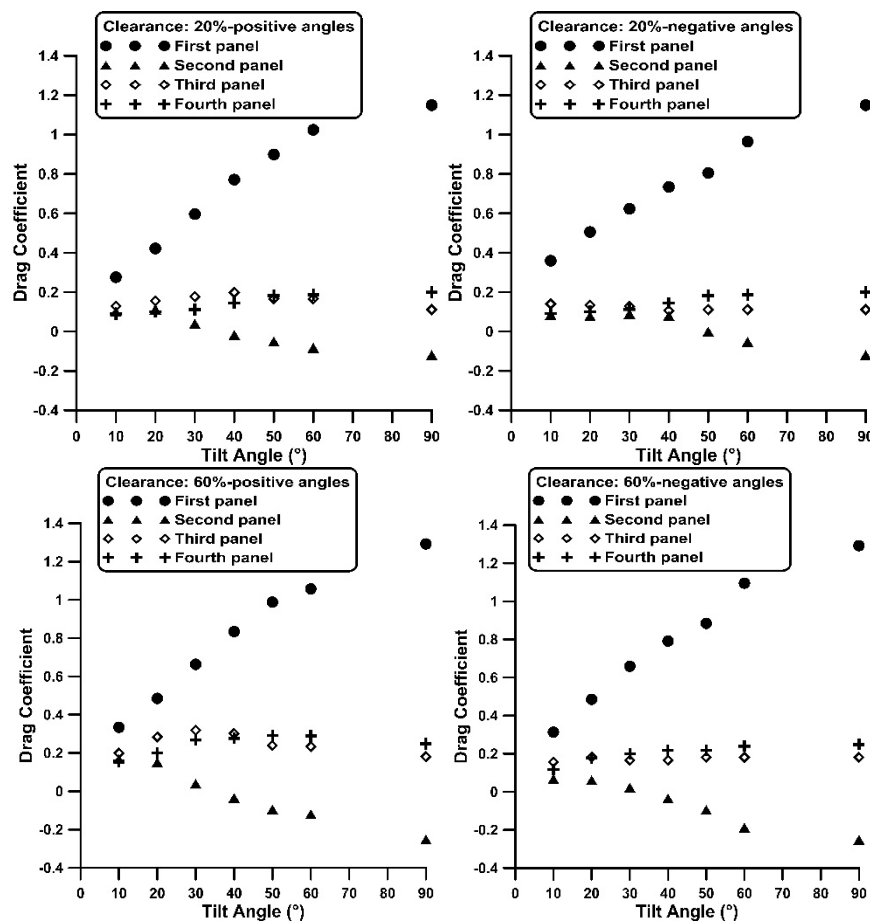 Clearance: 20%-positive angles
First panel
Second panel
Third panel
Fourth panel
1.4
1.2
1
0.8
0.6
0.4
0.2
0
-0.2
-0.4
Drag Coefficient
0 10 20 30 40 50 60 70 80 90
Tilt Angle (°)
Clearance: 20%-negative angles
First panel
Second panel
Third panel
Fourth panel
1.4
1.2
1
0.8
0.6
0.4
0.2
0
-0.2
-0.4
Drag Coefficient
0 10 20 30 40 50 60 70 80 90
Tilt Angle (°)
Clearance: 60%-positive angles
First panel
Second panel
Third panel
Fourth panel
1.4
1.2
1
0.8
0.6
0.4
0.2
0
-0.2
-0.4
Drag Coefficient
0 10 20 30 40 50 60 70 80 90
Tilt Angle (°)
Clearance: 60%-negative angles
First panel
Second panel
Third panel
Fourth panel
1.4
1.2
1
0.8
0.6
0.4
0.2
0
-0.2
-0.4
Drag Coefficient
0 10 20 30 40 50 60 70 80 90
Tilt Angle (°)